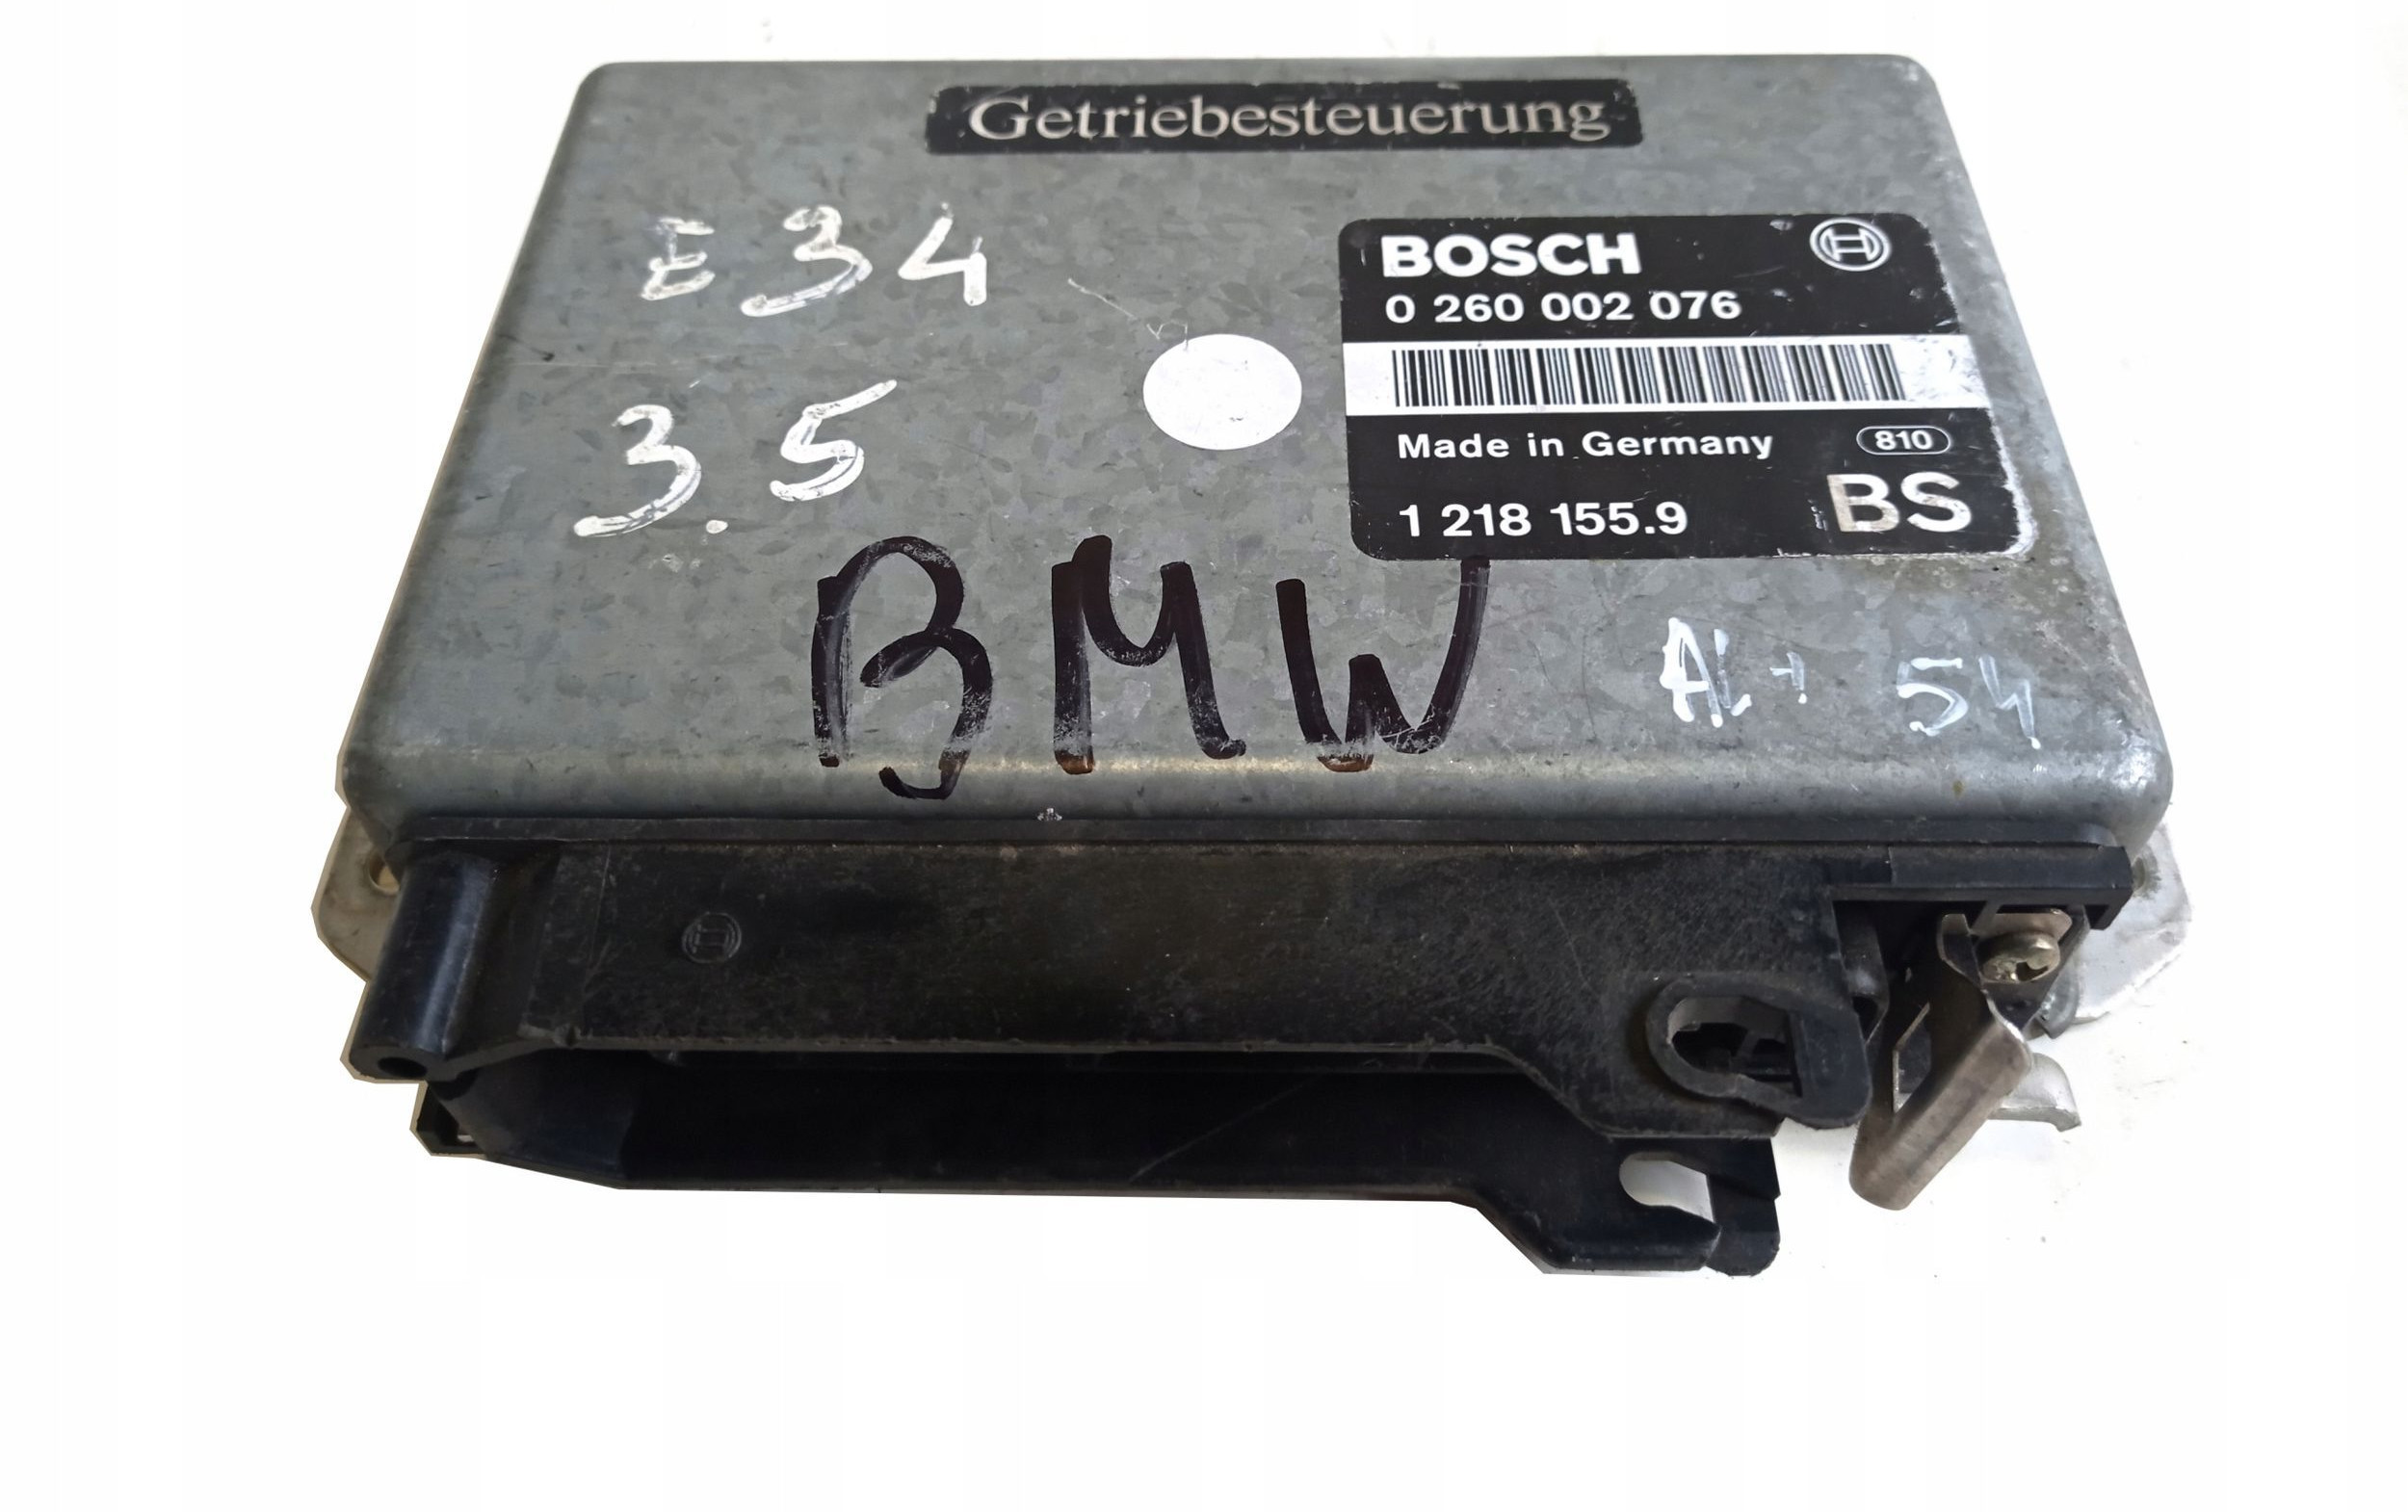 Getriebesteuerung
E34
3.5
BOSCH
0 260 002 076
Made in Germany 810
1 218 155.9 BS
BMW
54